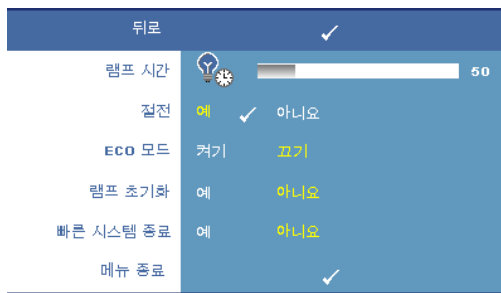 뒤로
램프 시간 50
절전 예 아니요
ECO 모드 켜기 끄기
램프 초기화 예 아니요
빠른 시스템 종료 예 아니요
메뉴 종료